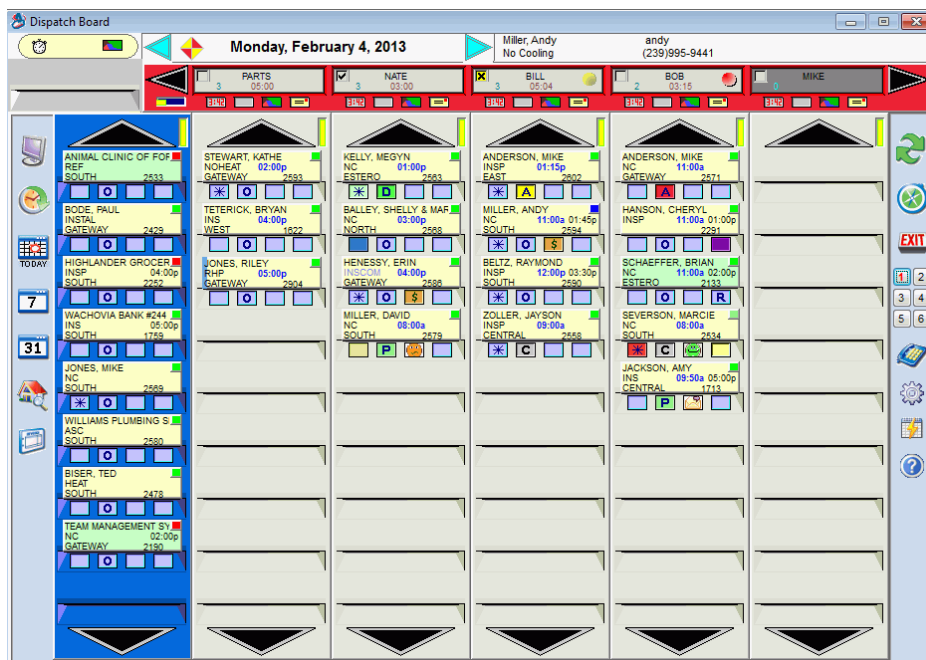 Dispatch Board
Monday, February 4, 2013
Miller, Andy
No Cooling
andy
(239)995-9441
PARTS
3 05:00
NATE
3 03:00
BILL
3 05:04
BOB
2 03:15
MIKE
0
ANIMAL CLINIC OF FOR
REF
SOUTH 2533
O
BODE, PAUL
INSTAL
GATEWAY 2429
O
HIGHLANDER GROCER
INSP 04:00p
SOUTH 2252
O
WACHOVIA BANK #244
INS 05:00p
SOUTH 1759
O
JONES, MIKE
NC
SOUTH 2569
* O
WILLIAMS PLUMBING S
ASC
SOUTH 2580
O
BISER, TED
HEAT
SOUTH 2478
O
TEAM MANAGEMENT SY
NC 02:00p
GATEWAY 2190
O
STEWART, KATHE
NOHEAT 02:00p
GATEWAY 2593
* O
TETERICK, BRYAN
INS 04:00p
WEST 1622
O
JONES, RILEY
RHP 05:00p
GATEWAY 2904
O
KELLY, MEGYN
NC 01:00p
ESTERO 2563
* D
BALLEY, SHELLY & MAR
NC 03:00p
NORTH 2568
O
HENESSY, ERIN
INSCOM 04:00p
GATEWAY 2586
* O $
MILLER, DAVID
NC 08:00a
SOUTH 2579
P
ANDERSON, MIKE
INSP 01:15p
EAST 2602
* A
MILLER, ANDY
NC 11:00a 01:45p
SOUTH 2594
* O $
BELTZ, RAYMOND
INSP 12:00p 03:30p
SOUTH 2590
* O
ZOLLER, JAYSON
INSP 09:00a
CENTRAL 2558
* C
ANDERSON, MIKE
NC 11:00a
GATEWAY 2571
A
HANSON, CHERYL
INSP 11:00a 01:00p
2291
O
SCHAEFFER, BRIAN
NC 11:00a 02:00p
ESTERO 2133
O R
SEVERSON, MARCIE
NC 08:00a
SOUTH 2534
* C
JACKSON, AMY
INS 09:50a 05:00p
CENTRAL 1713
P
TODAY
7
31
EXIT
1 2
3 4
5 6